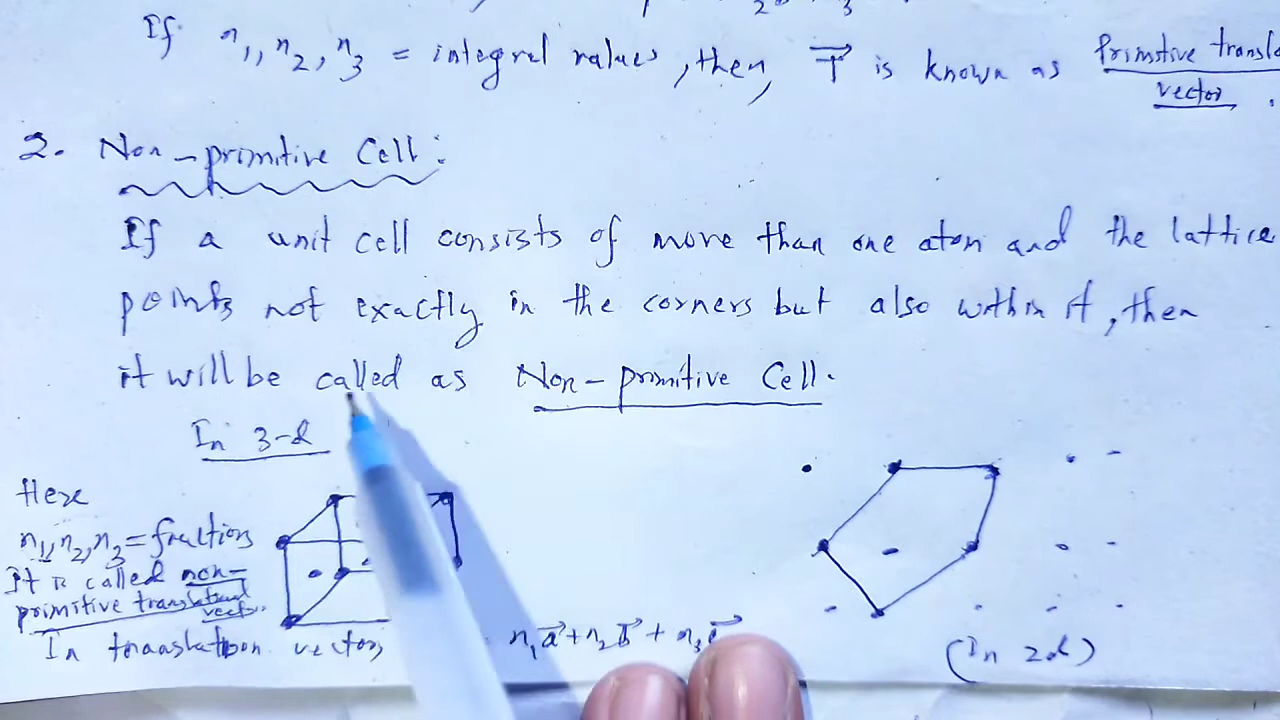 If n1, n2, n3 = integral values, then, T is known as Primitive
vector.
2. Non-primitive Cell:
If a unit cell consists of more than one atom and the lattice
points not exactly in the corners but also within it, then
it will be called as Non-primitive Cell.
In 3-d
Here
n1, n2, n3 = fractions
It is called non-
primitive translational
vector.
In translation vectors
n1a + n2b + n3c
(In 2d)